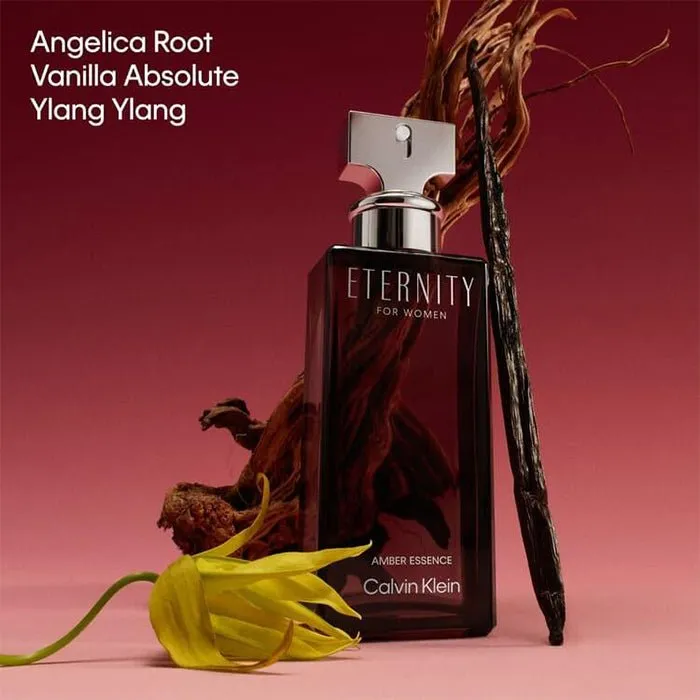 Angelica Root
Vanilla Absolute
Ylang Ylang
ETERNITY
FOR WOMEN
AMBER ESSENCE
Calvin Klein